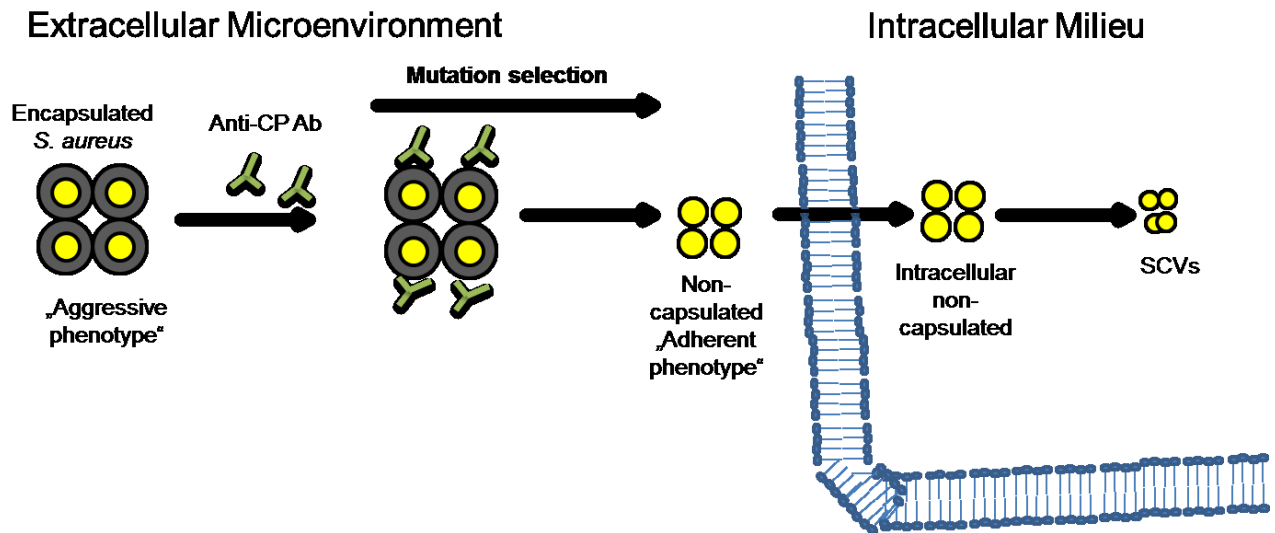 Extracellular Microenvironment
Intracellular Milieu
Mutation selection
Encapsulated
S. aureus
Anti-CP Ab
„Aggressive
phenotype“
Non-
capsulated
„Adherent
phenotype“
Intracellular
non-
capsulated
SCVs